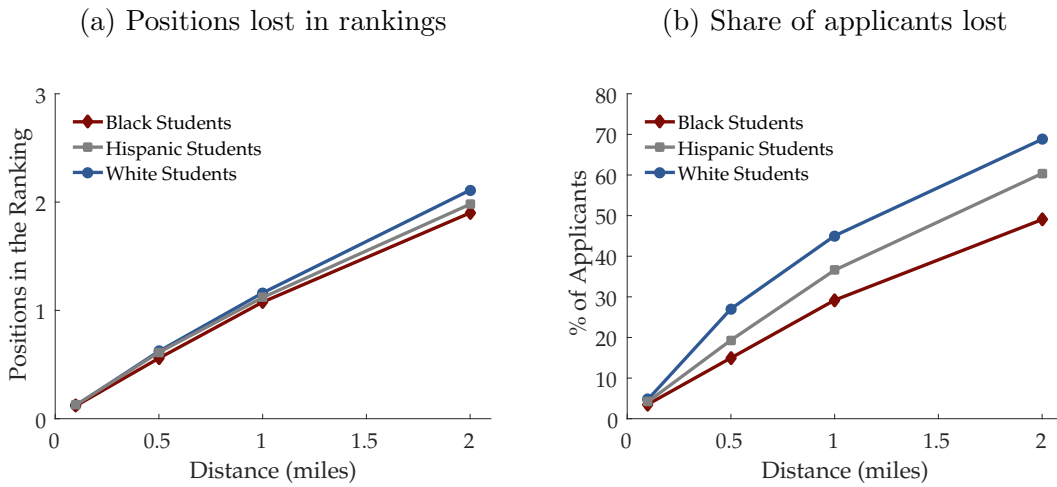 (a) Positions lost in rankings
(b) Share of applicants lost
3
2
1
0
Positions in the Ranking
Black Students
Hispanic Students
White Students
0
0.5
1
1.5
2
Distance (miles)
80
70
60
50
40
30
20
10
0
% of Applicants
Black Students
Hispanic Students
White Students
0
0.5
1
1.5
2
Distance (miles)